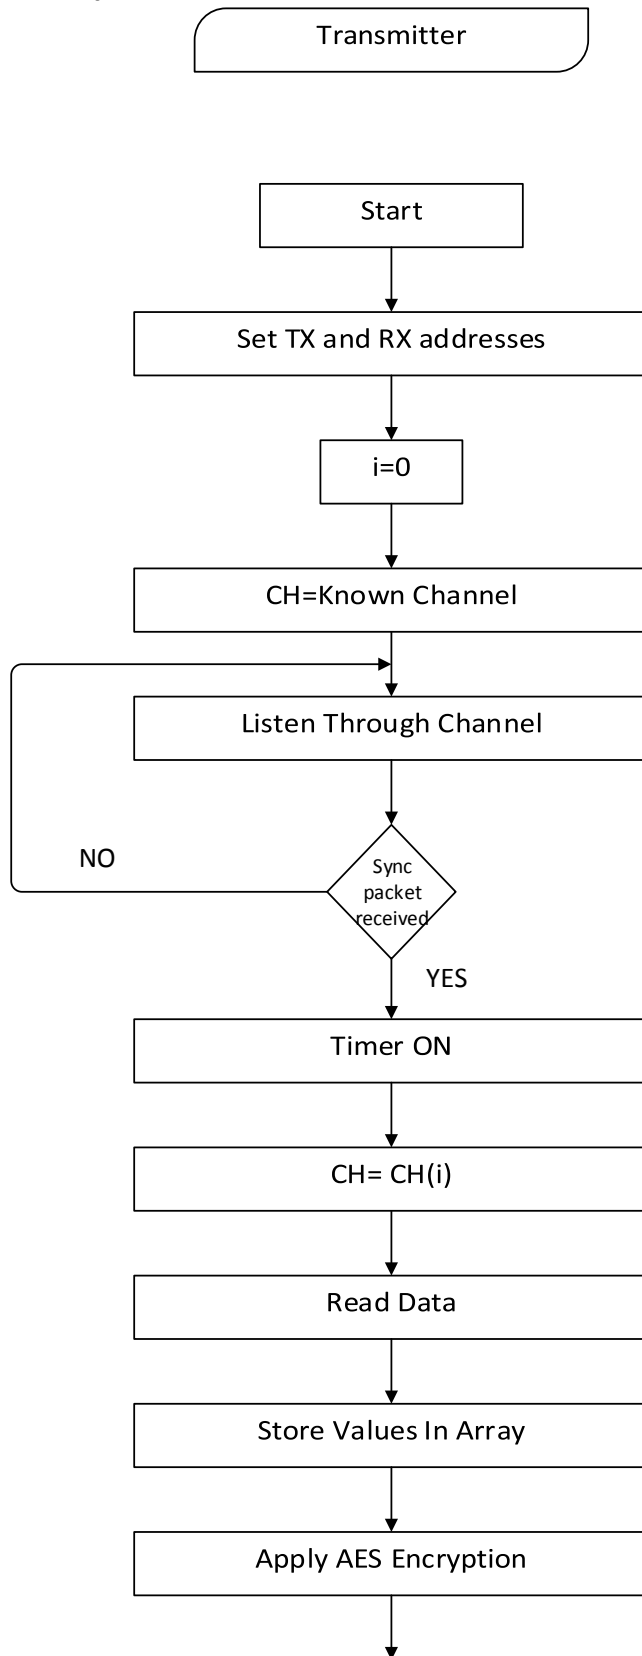 Transmitter
Start
Set TX and RX addresses
i=0
CH=Known Channel
Listen Through Channel
NO
Sync
packet
received
YES
Timer ON
CH= CH(i)
Read Data
Store Values In Array
Apply AES Encryption